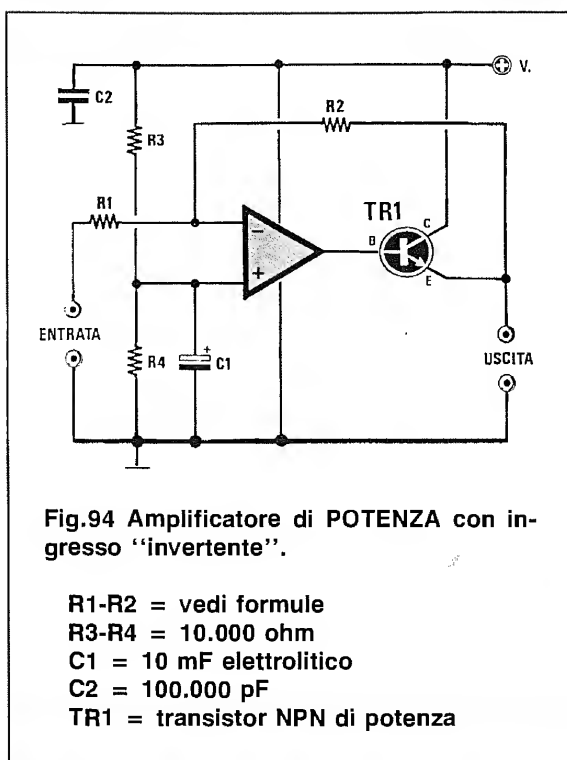 V.
C2
R2
R3
R1
TR1
C
B
E
−
+
ENTRATA
R4
+
C1
USCITA
Fig.94 Amplificatore di POTENZA con in-
gresso ‘‘invertente’’.
R1-R2 = vedi formule
R3-R4 = 10.000 ohm
C1 = 10 mF elettrolitico
C2 = 100.000 pF
TR1 = transistor NPN di potenza